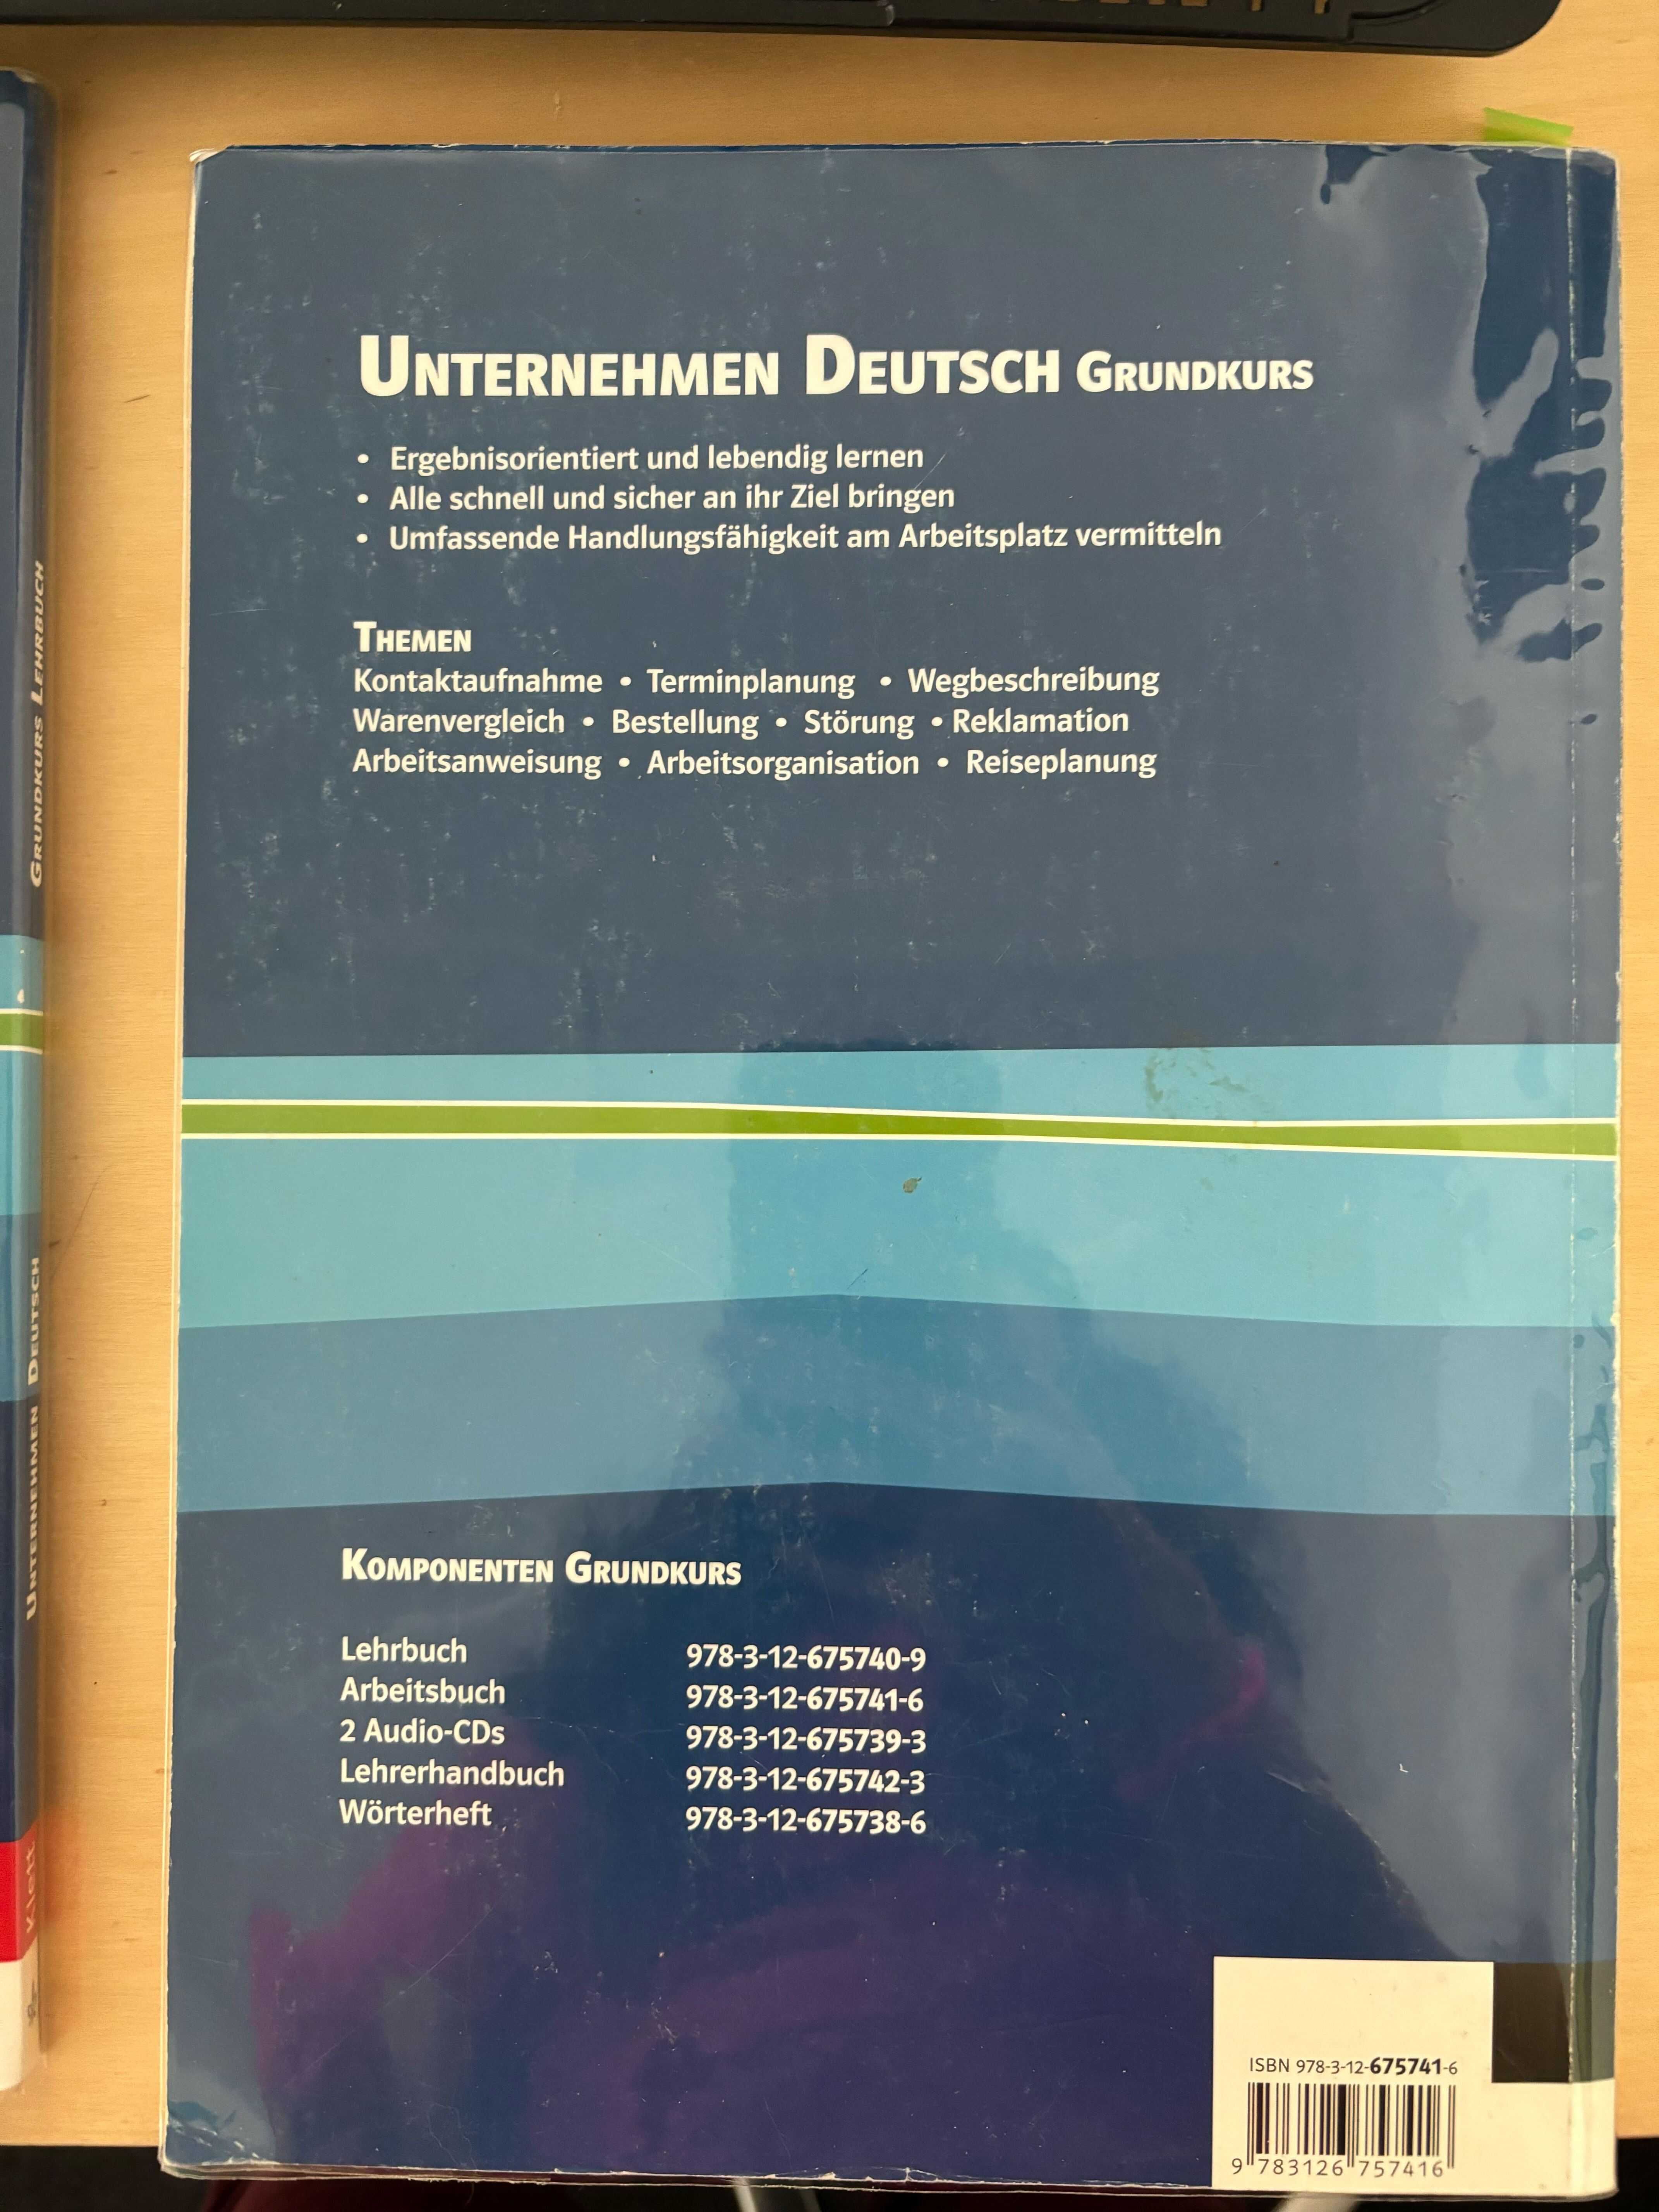 UNTERNEHMEN DEUTSCH GRUNDKURS
• Ergebnisorientiert und lebendig lernen
• Alle schnell und sicher an ihr Ziel bringen
• Umfassende Handlungsfähigkeit am Arbeitsplatz vermitteln
THEMEN
Kontaktaufnahme • Terminplanung • Wegbeschreibung
Warenvergleich • Bestellung • Störung • Reklamation
Arbeitsanweisung • Arbeitsorganisation • Reiseplanung
KOMPONENTEN GRUNDKURS
Lehrbuch 978-3-12-675740-9
Arbeitsbuch 978-3-12-675741-6
2 Audio-CDs 978-3-12-675739-3
Lehrerhandbuch 978-3-12-675742-3
Wörterheft 978-3-12-675738-6
ISBN 978-3-12-675741-6
9 783126 757416
UNTERNEHMEN DEUTSCH GRUNDKURS LEHRBUCH
Klett